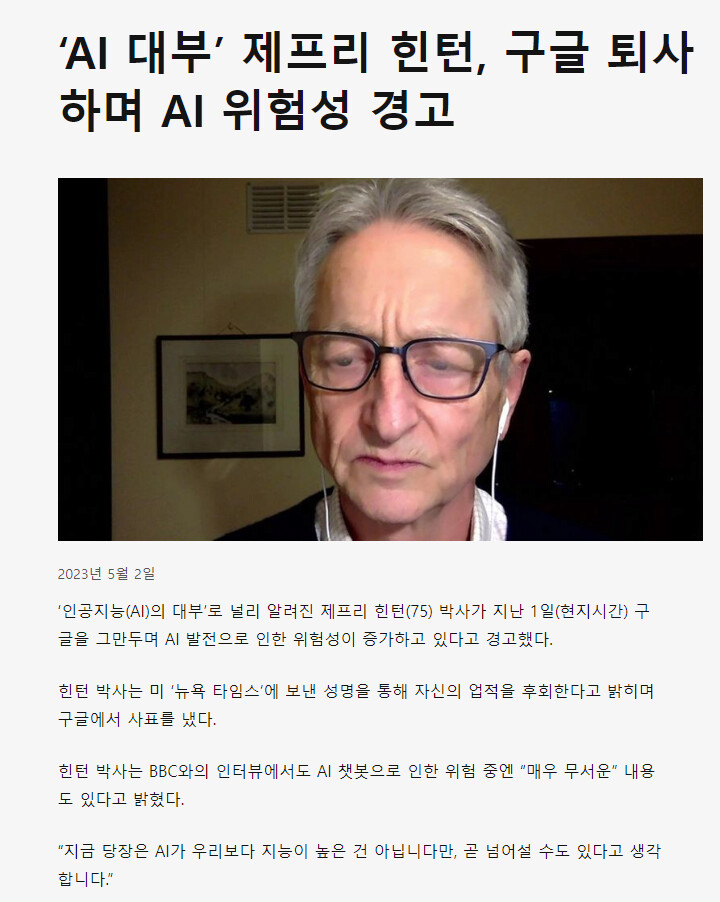 ‘AI 대부’ 제프리 힌턴, 구글 퇴사
하며 AI 위험성 경고
2023년 5월 2일
‘인공지능(AI)의 대부’로 널리 알려진 제프리 힌턴(75) 박사가 지난 1일(현지시간) 구
글을 그만두며 AI 발전으로 인한 위험성이 증가하고 있다고 경고했다.
힌턴 박사는 미 ‘뉴욕 타임스’에 보낸 성명을 통해 자신의 업적을 후회한다고 밝히며
구글에서 사표를 냈다.
힌턴 박사는 BBC와의 인터뷰에서도 AI 챗봇으로 인한 위험 중엔 “매우 무서운” 내용
도 있다고 밝혔다.
“지금 당장은 AI가 우리보다 지능이 높은 건 아닙니다만, 곧 넘어설 수도 있다고 생각
합니다.”